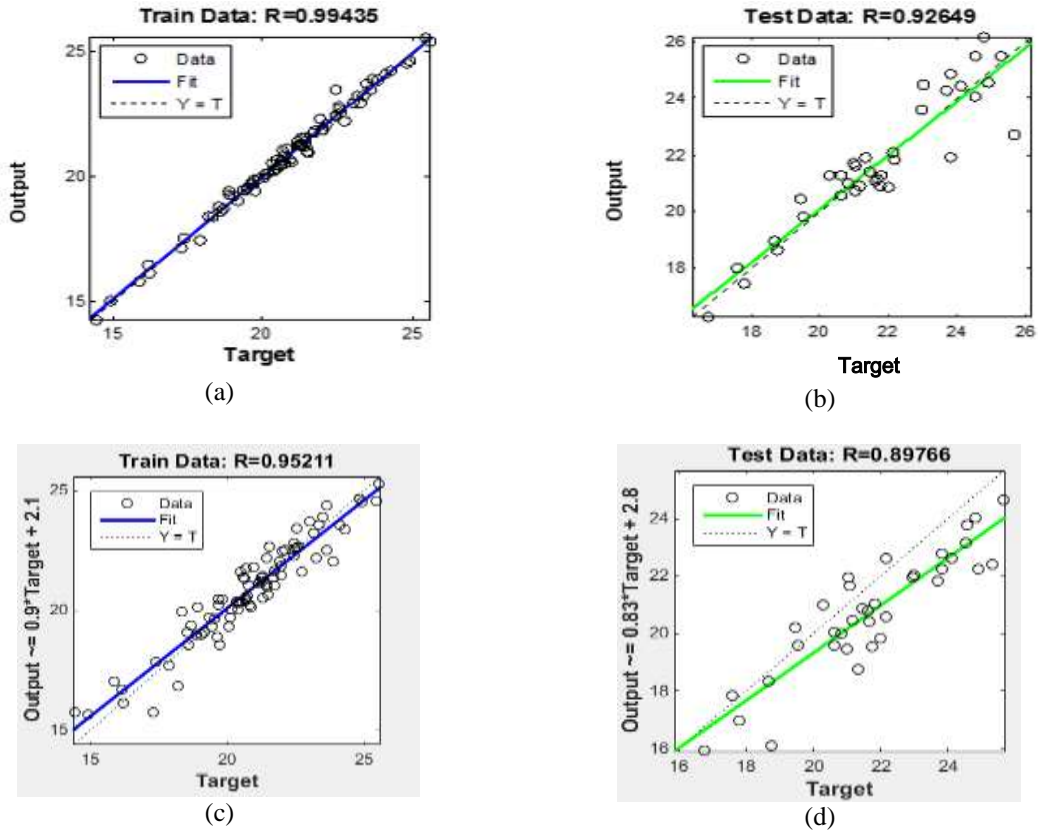 Train Data: R=0.99435
25
20
15
Output
Data
Fit
Y = T
15
20
25
Target
(a)
Test Data: R=0.92649
26
24
22
20
18
Output
Data
Fit
Y = T
18
20
22
24
26
Target
(b)
Train Data: R=0.95211
25
20
15
Output ~= 0.9*Target + 2.1
Data
Fit
Y = T
15
20
25
Target
(c)
Test Data: R=0.89766
24
22
20
18
16
Output ~= 0.83*Target + 2.8
Data
Fit
Y = T
16
18
20
22
24
Target
(d)